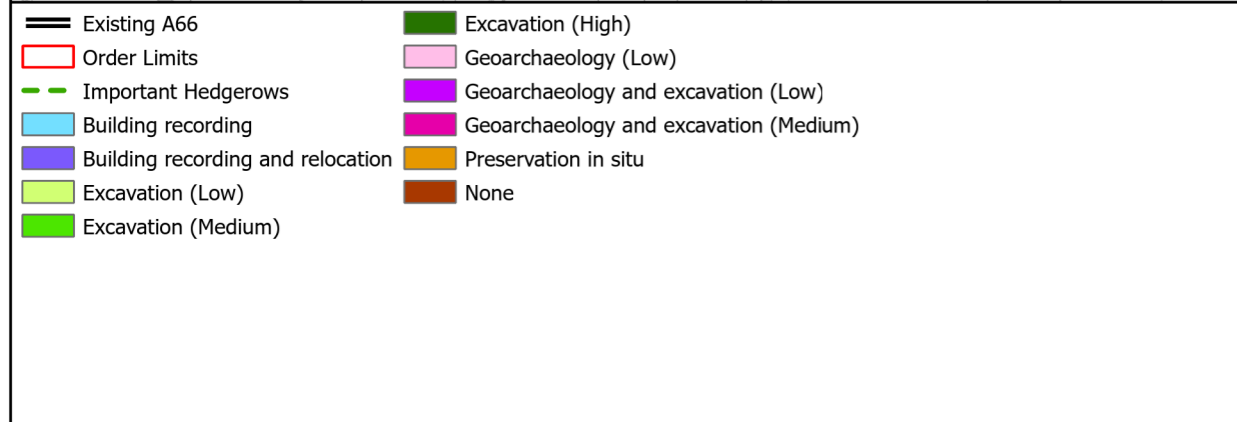 Existing A66
Order Limits
Important Hedgerows
Building recording
Building recording and relocation
Excavation (Low)
Excavation (Medium)
Excavation (High)
Geoarchaeology (Low)
Geoarchaeology and excavation (Low)
Geoarchaeology and excavation (Medium)
Preservation in situ
None